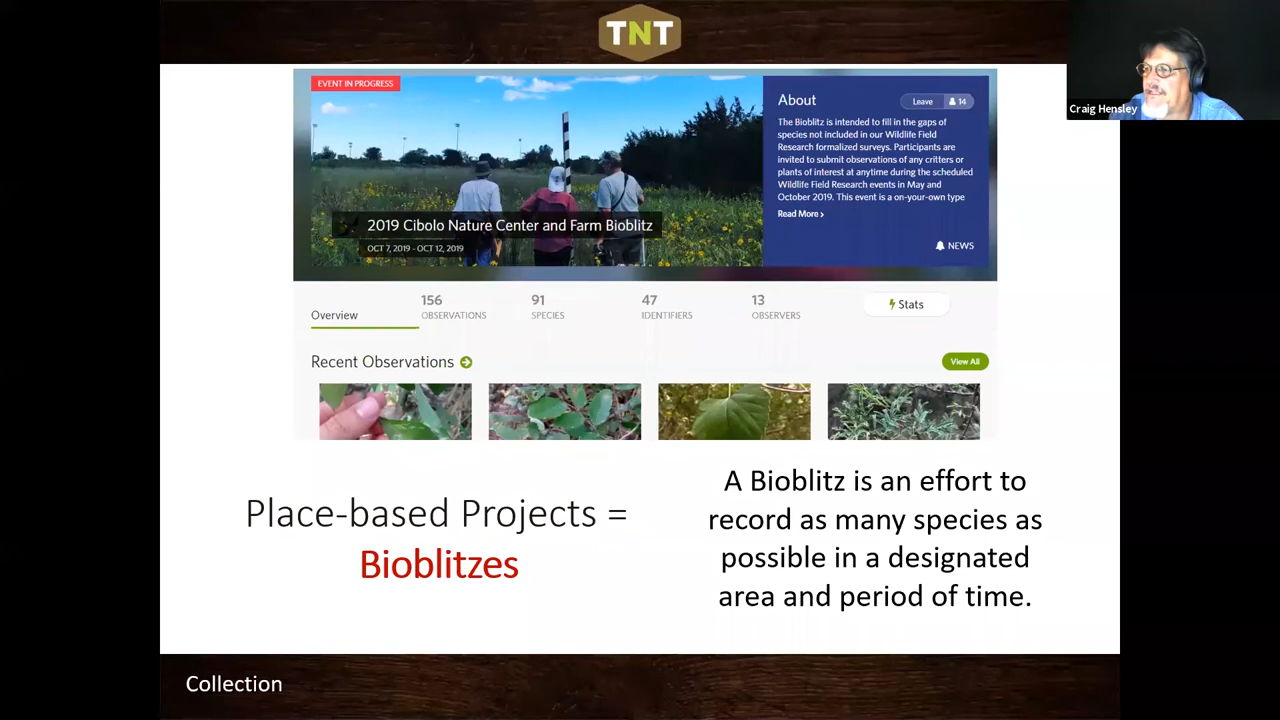 TNT
EVENT IN PROGRESS
2019 Cibolo Nature Center and Farm Bioblitz
OCT 7, 2019 - OCT 12, 2019
About
Leave 14
The Bioblitz is intended to fill in the gaps of
species not included in our Wildlife Field
Research formalized surveys. Participants are
invited to submit observations of any critters or
plants of interest at anytime during the scheduled
Wildlife Field Research events in May and
October 2019. This event is a on-your-own type
Read More ›
NEWS
Craig Hensley
Overview
156
OBSERVATIONS
91
SPECIES
47
IDENTIFIERS
13
OBSERVERS
Stats
Recent Observations
View All
Place-based Projects =
Bioblitzes
A Bioblitz is an effort to
record as many species as
possible in a designated
area and period of time.
Collection